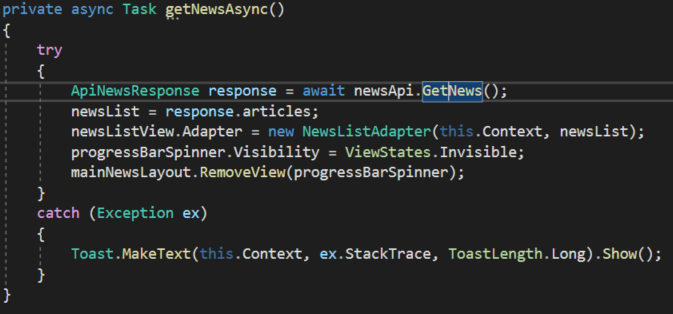 private async Task getNewsAsync()
{
try
{
ApiNewsResponse response = await newsApi.GetNews();
newsList = response.articles;
newsListView.Adapter = new NewsListAdapter(this.Context, newsList);
progressBarSpinner.Visibility = ViewStates.Invisible;
mainNewsLayout.RemoveView(progressBarSpinner);
}
catch (Exception ex)
{
Toast.MakeText(this.Context, ex.StackTrace, ToastLength.Long).Show();
}
}